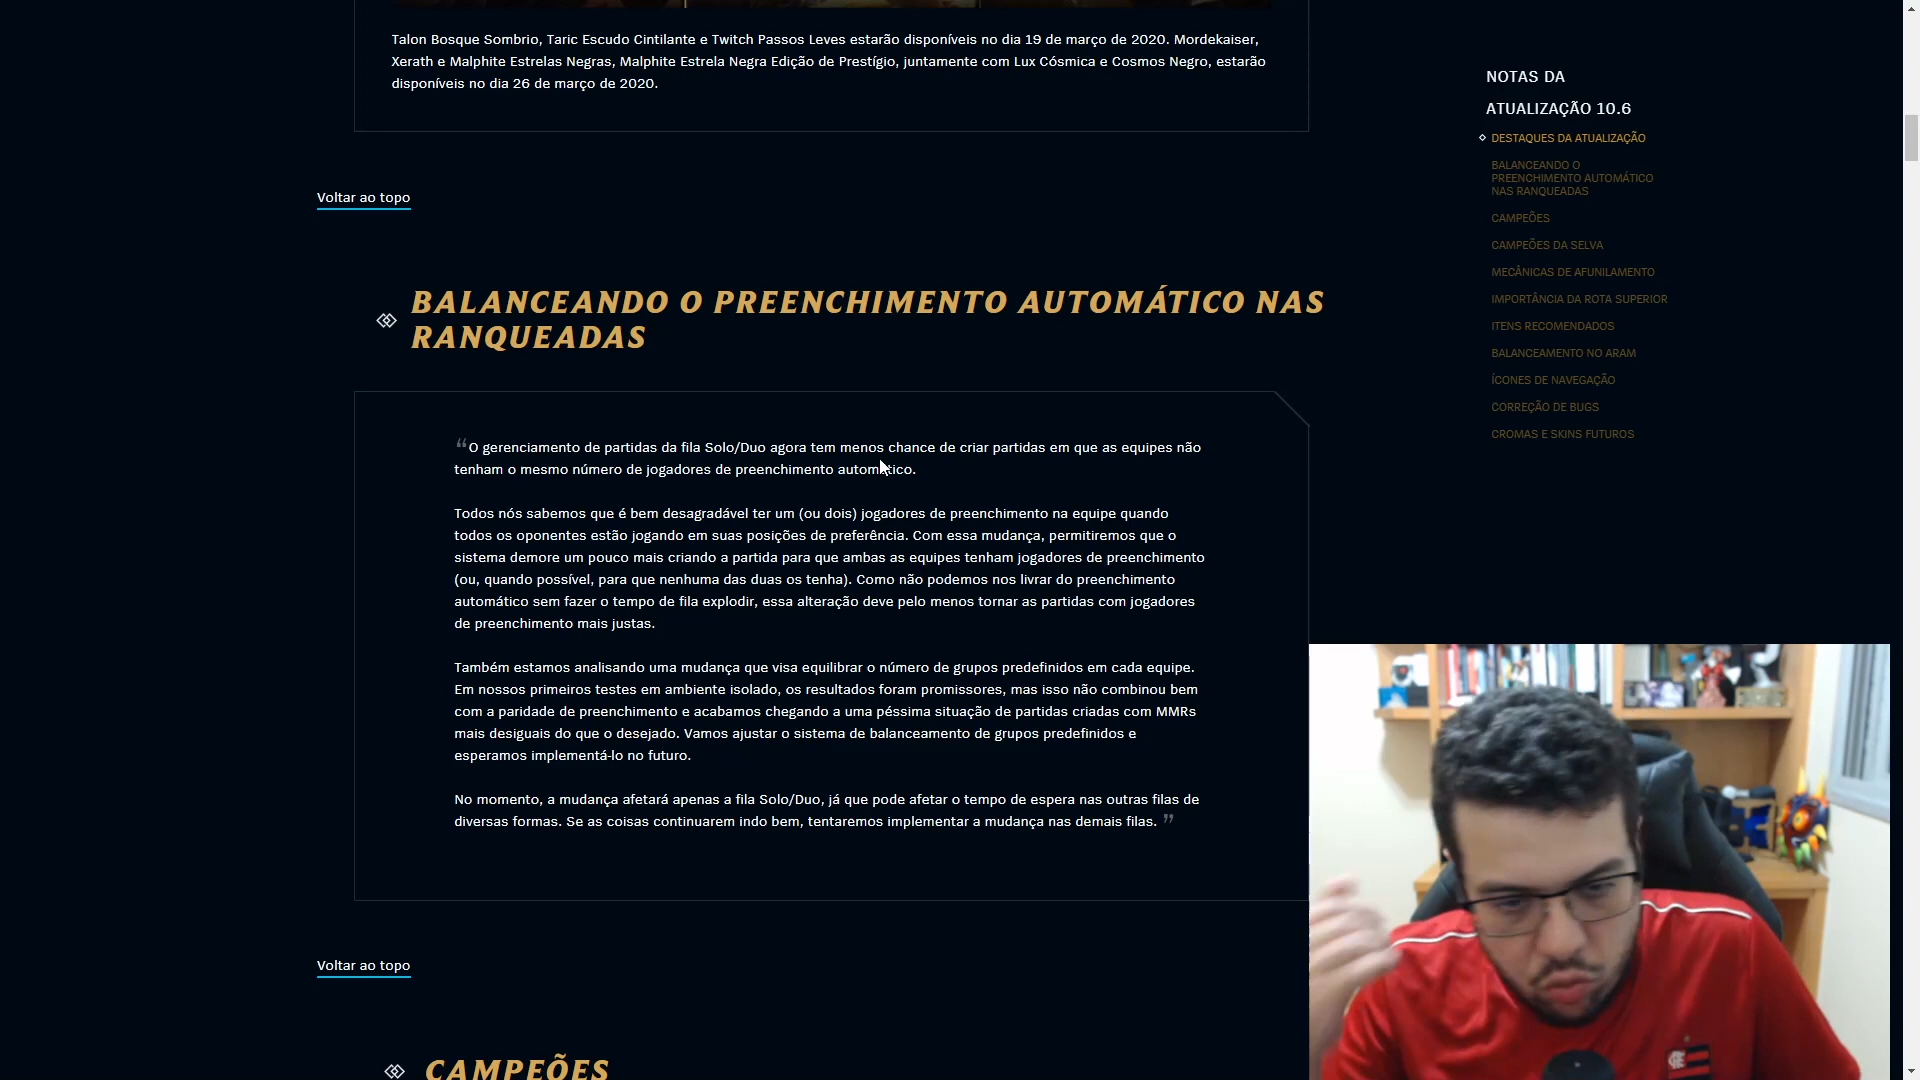 Talon Bosque Sombrio, Taric Escudo Cintilante e Twitch Passos Leves estarão disponíveis no dia 19 de março de 2020. Mordekaiser,
Xerath e Malphite Estrelas Negras, Malphite Estrela Negra Edição de Prestígio, juntamente com Lux Cósmica e Cosmos Negro, estarão
disponíveis no dia 26 de março de 2020.
Voltar ao topo
BALANCEANDO O PREENCHIMENTO AUTOMÁTICO NAS
RANQUEADAS
“O gerenciamento de partidas da fila Solo/Duo agora tem menos chance de criar partidas em que as equipes não
tenham o mesmo número de jogadores de preenchimento automático.
Todos nós sabemos que é bem desagradável ter um (ou dois) jogadores de preenchimento na equipe quando
todos os oponentes estão jogando em suas posições de preferência. Com essa mudança, permitiremos que o
sistema demore um pouco mais criando a partida para que ambas as equipes tenham jogadores de preenchimento
(ou, quando possível, para que nenhuma das duas os tenha). Como não podemos nos livrar do preenchimento
automático sem fazer o tempo de fila explodir, essa alteração deve pelo menos tornar as partidas com jogadores
de preenchimento mais justas.
Também estamos analisando uma mudança que visa equilibrar o número de grupos predefinidos em cada equipe.
Em nossos primeiros testes em ambiente isolado, os resultados foram promissores, mas isso não combinou bem
com a paridade de preenchimento e acabamos chegando a uma péssima situação de partidas criadas com MMRs
mais desiguais do que o desejado. Vamos ajustar o sistema de balanceamento de grupos predefinidos e
esperamos implementá-lo no futuro.
No momento, a mudança afetará apenas a fila Solo/Duo, já que pode afetar o tempo de espera nas outras filas de
diversas formas. Se as coisas continuarem indo bem, tentaremos implementar a mudança nas demais filas. ”
Voltar ao topo
CAMPEÕES
NOTAS DA
ATUALIZAÇÃO 10.6
DESTAQUES DA ATUALIZAÇÃO
BALANCEANDO O
PREENCHIMENTO AUTOMÁTICO
NAS RANQUEADAS
CAMPEÕES
CAMPEÕES DA SELVA
MECÂNICAS DE AFUNILAMENTO
IMPORTÂNCIA DA ROTA SUPERIOR
ITENS RECOMENDADOS
BALANCEAMENTO NO ARAM
ÍCONES DE NAVEGAÇÃO
CORREÇÃO DE BUGS
CROMAS E SKINS FUTUROS